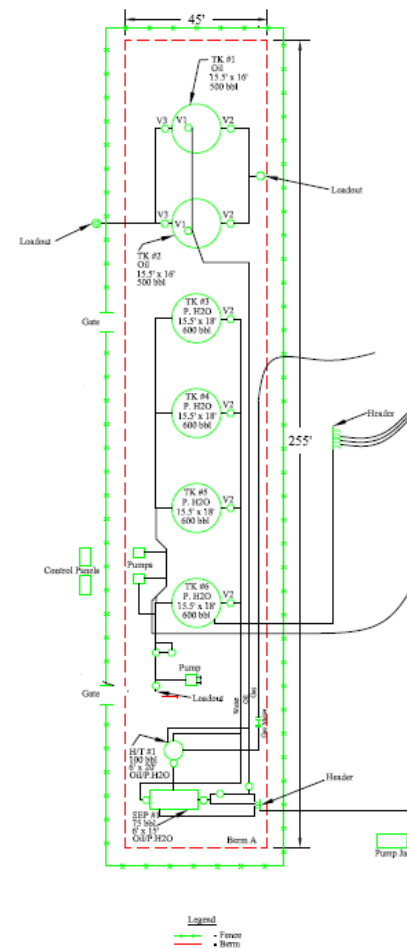 45'
TK #1
Oil
15.5' x 16'
500 bbl
V3
V1
V2
Loadout
V3
V1
V2
Loadout
TK #2
Oil
15.5' x 16'
500 bbl
TK #3
P. H2O
15.5' x 18'
600 bbl
V2
Gate
TK #4
P. H2O
15.5' x 18'
600 bbl
V2
Header
255'
TK #5
P. H2O
15.5' x 18'
600 bbl
V2
Control Panels
Pumps
TK #6
P. H2O
15.5' x 18'
600 bbl
V2
Pump
Gate
Loadout
Water
Oil
Gas
Gas Meter
H/T #1
100 bbl
6' x 20'
Oil/P.H2O
Header
SEP #1
75 bbl
6' x 15'
Oil/P.H2O
Berm A
Pump Ja
Legend
- Fence
- Berm